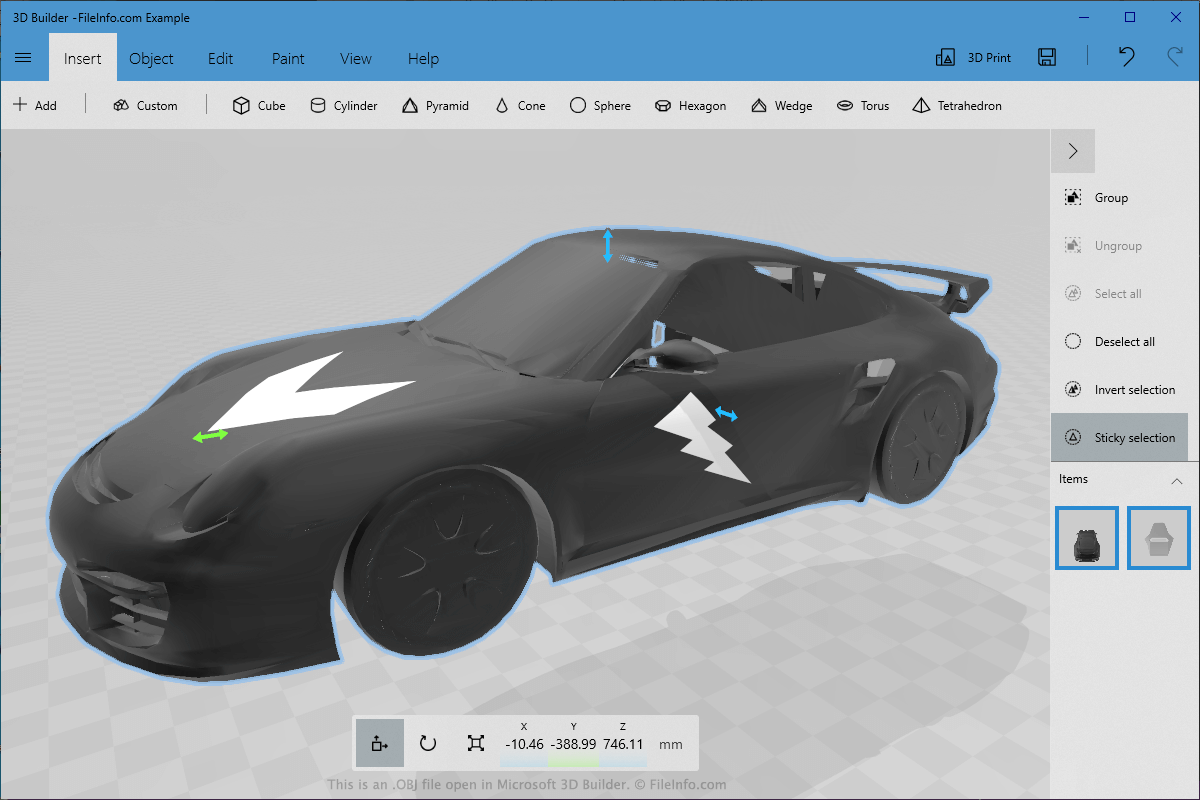 3D Builder -FileInfo.com Example
Insert Object Edit Paint View Help 3D Print
Add Custom Cube Cylinder Pyramid Cone Sphere Hexagon Wedge Torus Tetrahedron
Group
Ungroup
Select all
Deselect all
Invert selection
Sticky selection
Items
X Y Z
-10.46 -388.99 746.11 mm
This is an .OBJ file open in Microsoft 3D Builder. © FileInfo.com